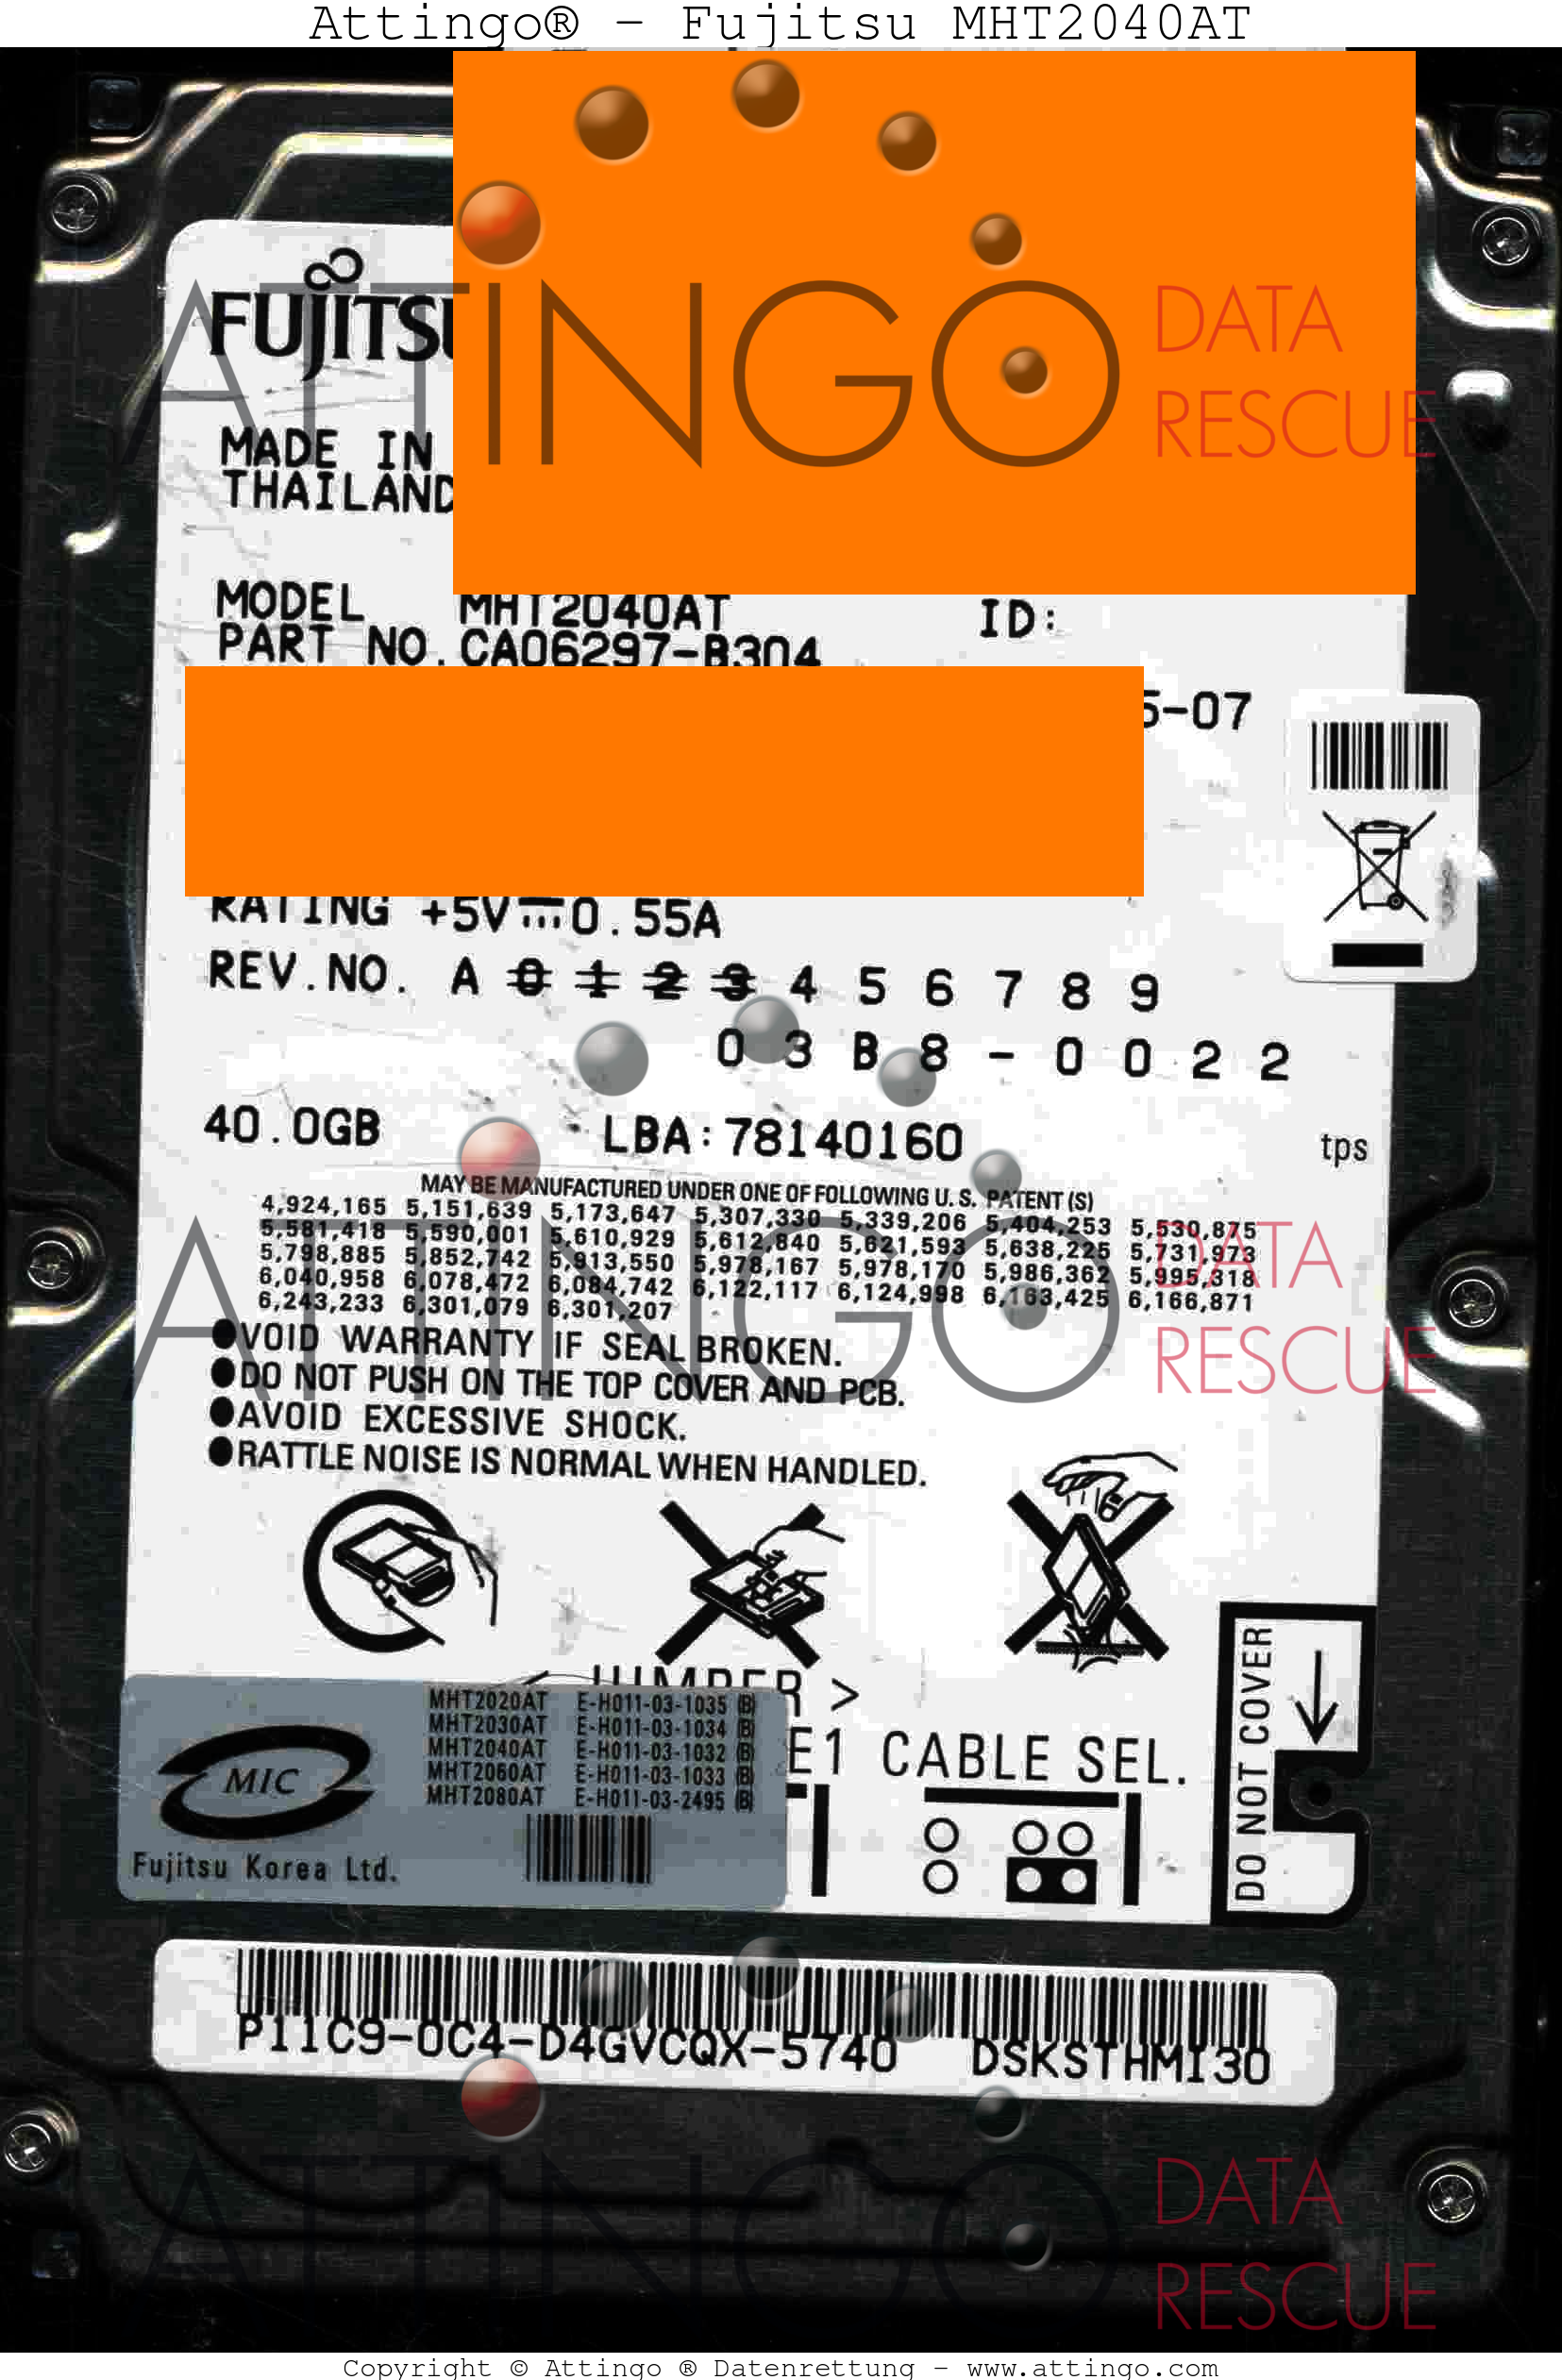 Attingo® - Fujitsu MHT2040AT
FUJITSU
ATTINGO DATA RESCUE
MADE IN
THAILAND
MODEL MHT2040AT ID:
PART NO. CA06297-B304
5-07
RATING +5V⎓0.55A
REV.NO. A 0 1 2 3 4 5 6 7 8 9
0 3 B 8 - 0 0 2 2
40.0GB LBA:78140160 tps
MAY BE MANUFACTURED UNDER ONE OF FOLLOWING U.S. PATENT (S)
4,924,165 5,151,639 5,173,647 5,307,330 5,339,206 5,404,253 5,530,875
5,581,418 5,590,001 5,610,929 5,612,840 5,621,593 5,638,225 5,731,973
5,798,885 5,852,742 5,913,550 5,978,167 5,978,170 5,986,362 5,995,318
6,040,958 6,078,472 6,084,742 6,122,117 6,124,998 6,163,425 6,166,871
6,243,233 6,301,079 6,301,207
ATTINGO DATA RESCUE
●VOID WARRANTY IF SEAL BROKEN.
●DO NOT PUSH ON THE TOP COVER AND PCB.
●AVOID EXCESSIVE SHOCK.
●RATTLE NOISE IS NORMAL WHEN HANDLED.
JUMPER >
E1 CABLE SEL.
DO NOT COVER
MHT2020AT E-H011-03-1035 (B)
MHT2030AT E-H011-03-1034 (B)
MHT2040AT E-H011-03-1032 (B)
MHT2060AT E-H011-03-1033 (B)
MHT2080AT E-H011-03-2495 (B)
MIC
Fujitsu Korea Ltd.
P11C9-0C4-D4GVCQX-5740 DSKSTHMI30
ATTINGO DATA RESCUE
Copyright © Attingo ® Datenrettung - www.attingo.com